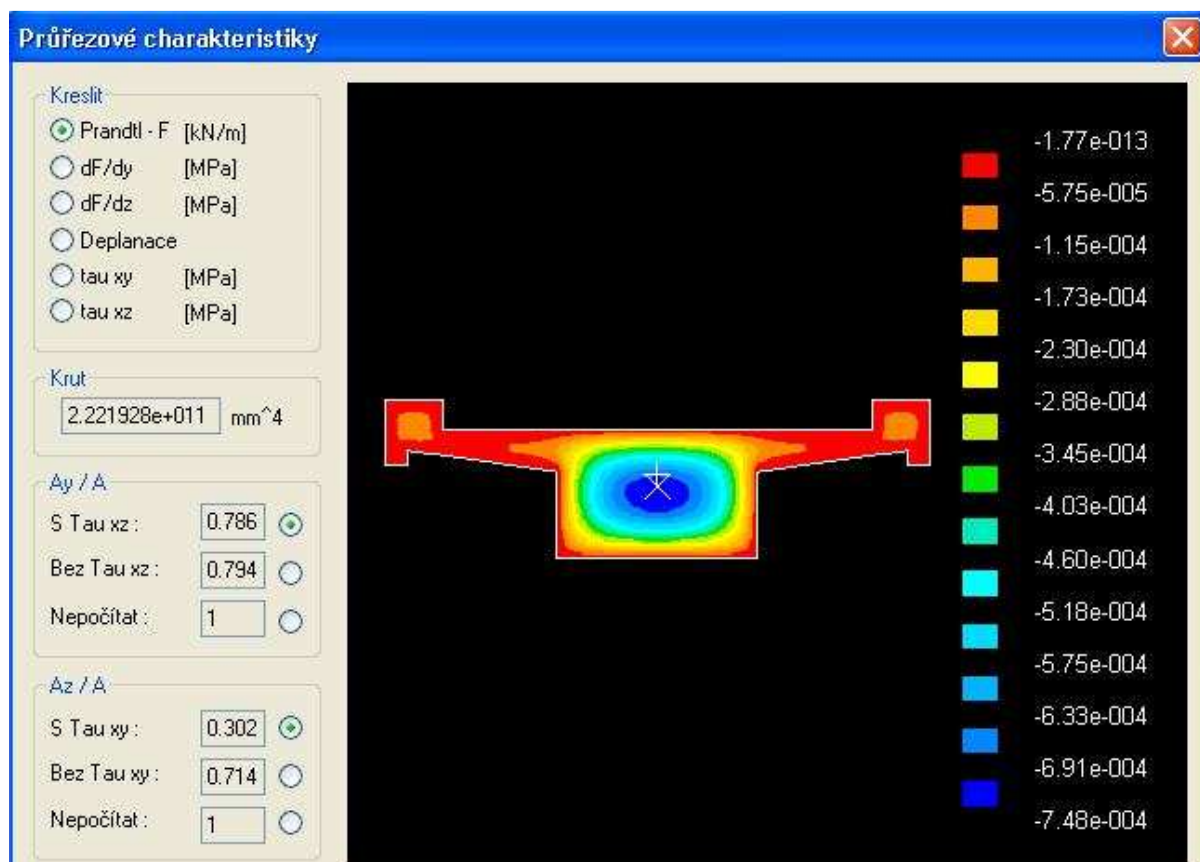 Průřezové charakteristiky
Kreslit
Prandtl - F [kN/m]
dF/dy [MPa]
dF/dz [MPa]
Deplanace
tau xy [MPa]
tau xz [MPa]
Krut
2.221928e+011 mm^4
Ay / A
S Tau xz : 0.786
Bez Tau xz : 0.794
Nepočítat : 1
Az / A
S Tau xy : 0.302
Bez Tau xy : 0.714
Nepočítat : 1
-1.77e-013
-5.75e-005
-1.15e-004
-1.73e-004
-2.30e-004
-2.88e-004
-3.45e-004
-4.03e-004
-4.60e-004
-5.18e-004
-5.75e-004
-6.33e-004
-6.91e-004
-7.48e-004